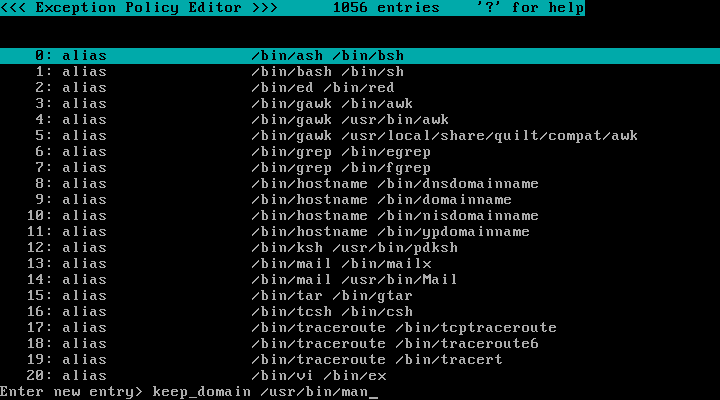 <<< Exception Policy Editor >>>      1056 entries    '?' for help
0: alias           /bin/ash /bin/bsh
1: alias           /bin/bash /bin/sh
2: alias           /bin/ed /bin/red
3: alias           /bin/gawk /bin/awk
4: alias           /bin/gawk /usr/bin/awk
5: alias           /bin/gawk /usr/local/share/quilt/compat/awk
6: alias           /bin/grep /bin/egrep
7: alias           /bin/grep /bin/fgrep
8: alias           /bin/hostname /bin/dnsdomainname
9: alias           /bin/hostname /bin/domainname
10: alias           /bin/hostname /bin/nisdomainname
11: alias           /bin/hostname /bin/ypdomainname
12: alias           /bin/ksh /usr/bin/pdksh
13: alias           /bin/mail /bin/mailx
14: alias           /bin/mail /usr/bin/Mail
15: alias           /bin/tar /bin/gtar
16: alias           /bin/tcsh /bin/csh
17: alias           /bin/traceroute /bin/tcptraceroute
18: alias           /bin/traceroute /bin/traceroute6
19: alias           /bin/traceroute /bin/tracert
20: alias           /bin/vi /bin/ex
Enter new entry> keep_domain /usr/bin/man_